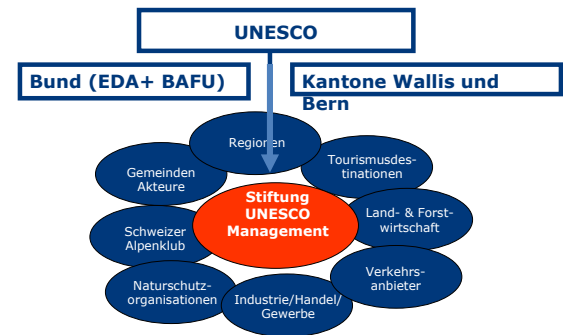 UNESCO
Bund (EDA+ BAFU)
Kantone Wallis und
Bern
Regionen
Tourismusdes-
tinationen
Gemeinden
Akteure
Stiftung
UNESCO
Management
Land- & Forst-
wirtschaft
Schweizer
Alpenklub
Verkehrs-
anbieter
Naturschutz-
organisationen
Industrie/Handel/
Gewerbe